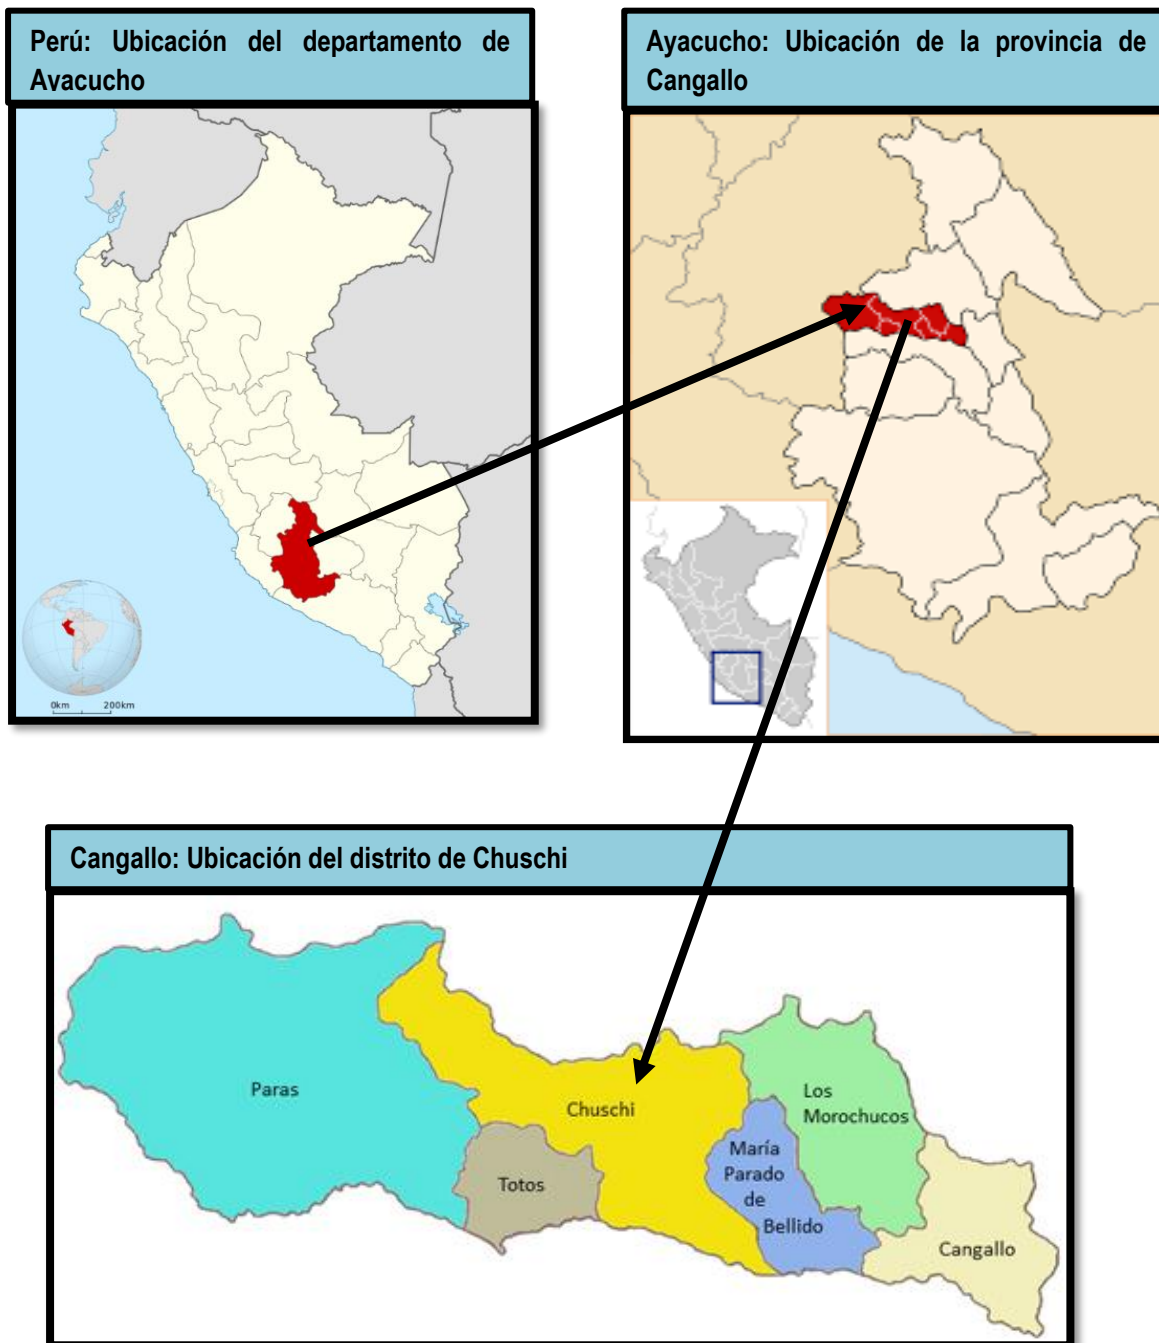 Perú: Ubicación del departamento de
Ayacucho
Ayacucho: Ubicación de la provincia de
Cangallo
0km 200km
Cangallo: Ubicación del distrito de Chuschi
Paras
Chuschi
Totos
Los
Morochucos
María
Parado
de
Bellido
Cangallo